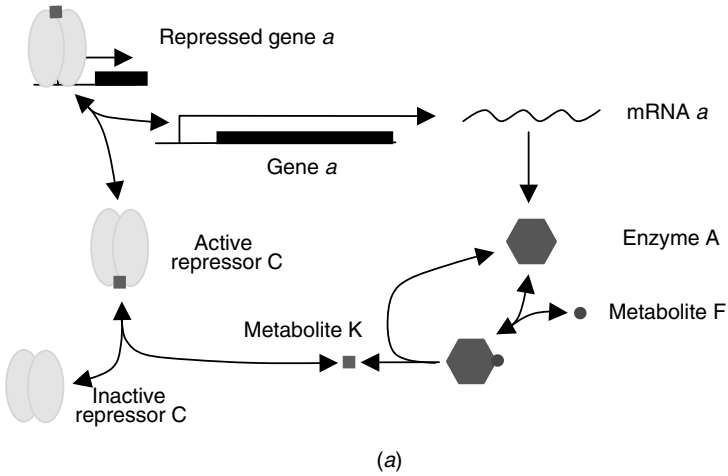 Repressed gene a
mRNA a
Gene a
Enzyme A
Active
repressor C
Metabolite F
Metabolite K
Inactive
repressor C
(a)